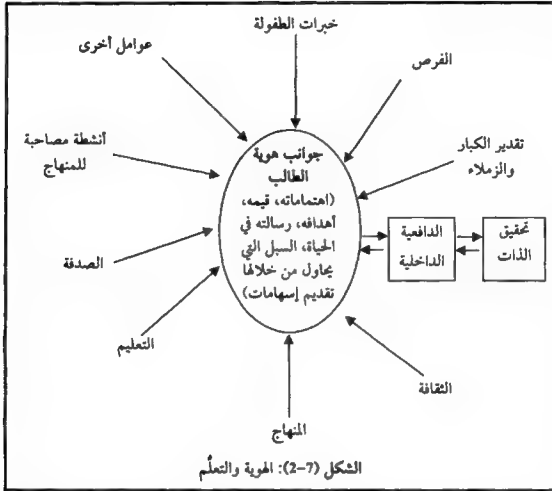 خبرات الطفولة
عوامل أخرى
الفرص
أنشطة مصاحبة
للمنهاج
تقدير الكبار
والزملاء
جوانب هوية
الطالب
(اهتماماته، قيمه،
أهدافه، رسالته في
الحياة، السبل التي
يحاول من خلالها
تقديم إسهامات)
الدافعية
الداخلية
تحقيق
الذات
الصدفة
التعليم
الثقافة
المنهاج
الشكل (7-2): الهوية والتعلُّم